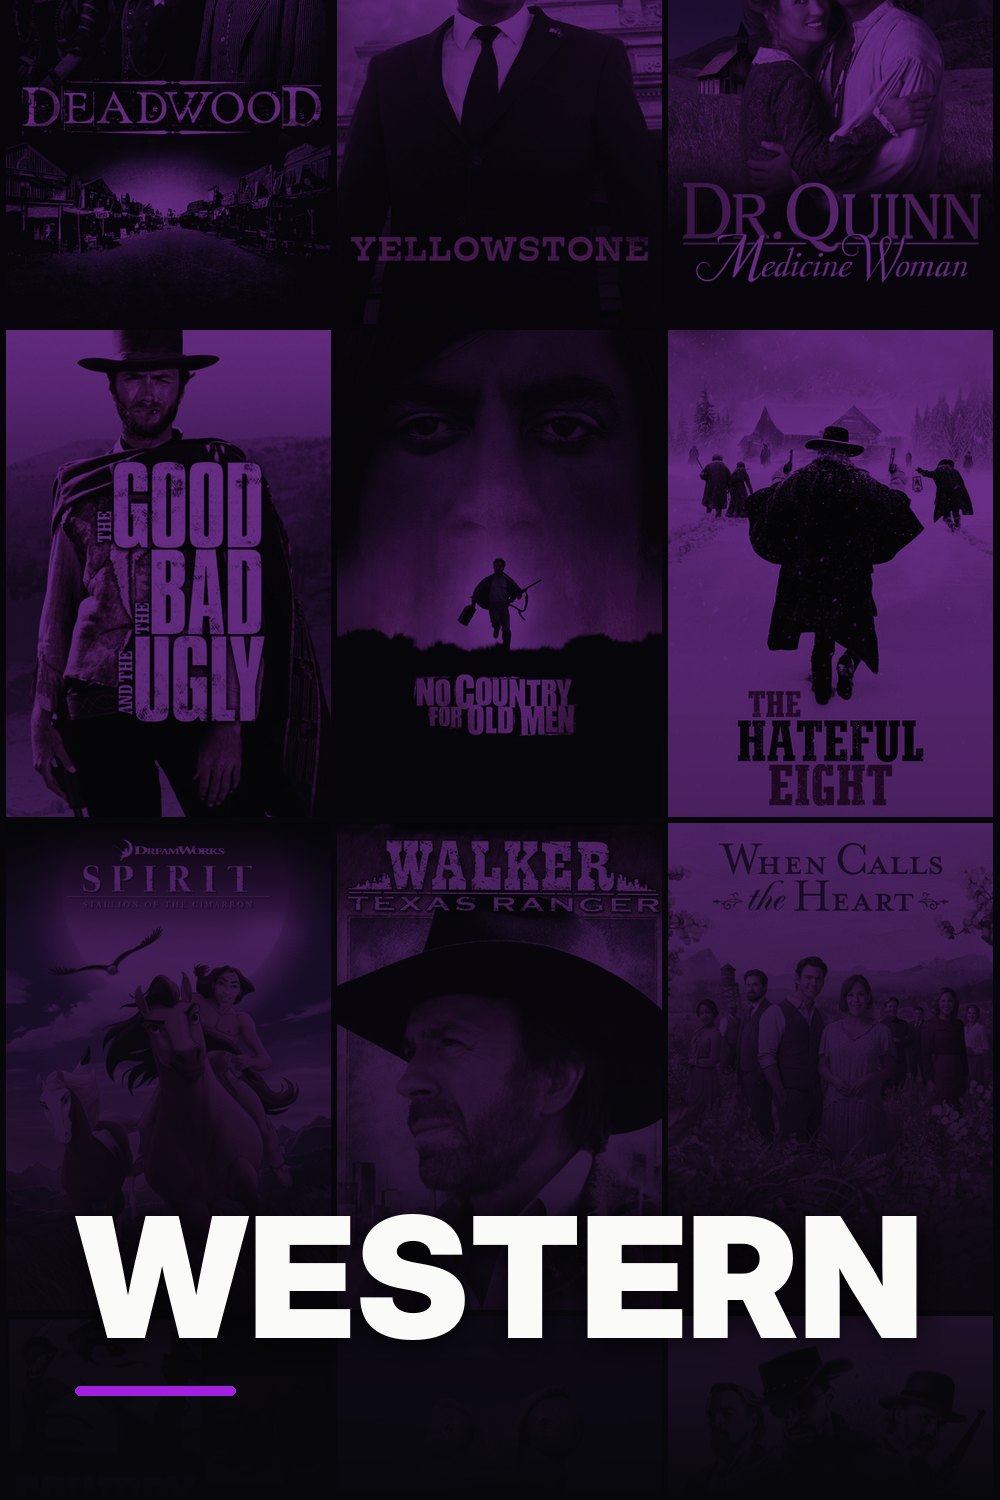 DEADWOOD
YELLOWSTONE
DR. QUINN
Medicine Woman
THE GOOD
THE BAD
AND THE UGLY
NO COUNTRY
FOR OLD MEN
THE
HATEFUL
EIGHT
DREAMWORKS
SPIRIT
STALLION OF THE CIMARRON
WALKER
TEXAS RANGER
WHEN CALLS
the HEART
WESTERN